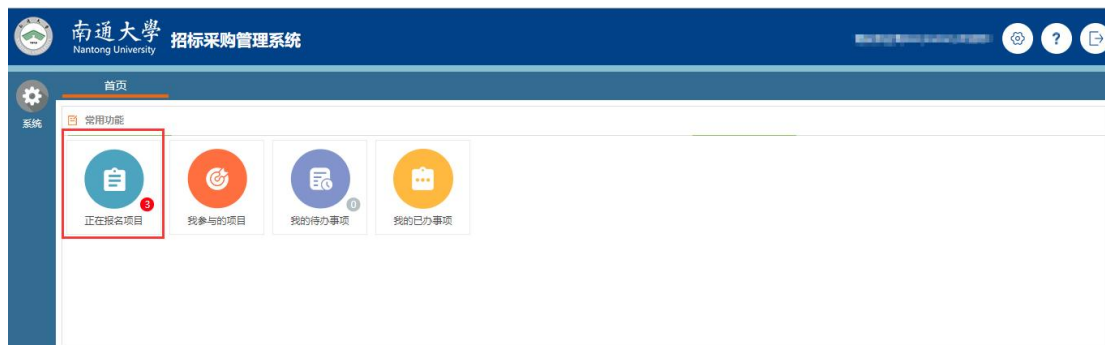 南通大學
Nantong University
招标采购管理系统
?
首页
系统
常用功能
3
0
正在报名项目
我参与的项目
我的待办事项
我的已办事项